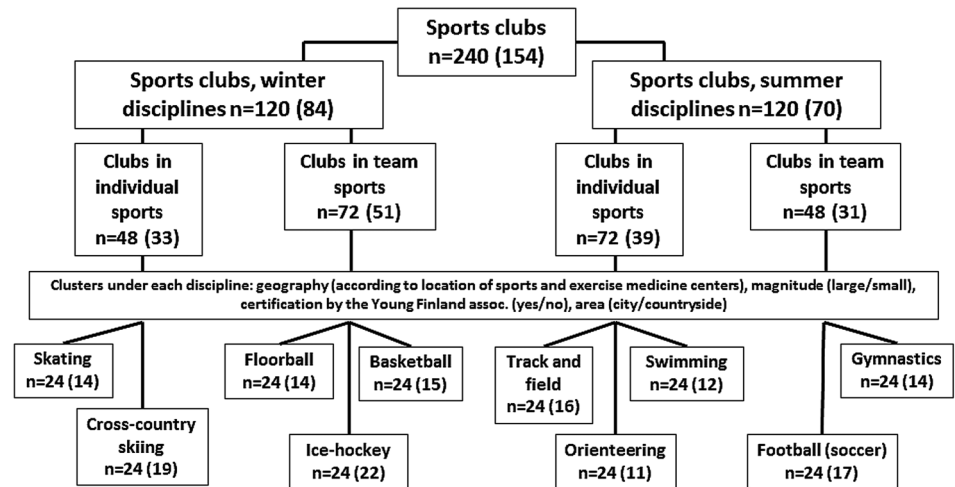 Sports clubs
n=240 (154)
Sports clubs, winter
disciplines n=120 (84)
Sports clubs, summer
disciplines n=120 (70)
Clubs in
individual
sports
n=48 (33)
Clubs in team
sports
n=72 (51)
Clubs in
individual
sports
n=72 (39)
Clubs in team
sports
n=48 (31)
Clusters under each discipline: geography (according to location of sports and exercise medicine centers), magnitude (large/small),
certification by the Young Finland assoc. (yes/no), area (city/countryside)
Skating
n=24 (14)
Cross-country
skiing
n=24 (19)
Floorball
n=24 (14)
Ice-hockey
n=24 (22)
Basketball
n=24 (15)
Track and
field
n=24 (16)
Orienteering
n=24 (11)
Swimming
n=24 (12)
Football (soccer)
n=24 (17)
Gymnastics
n=24 (14)